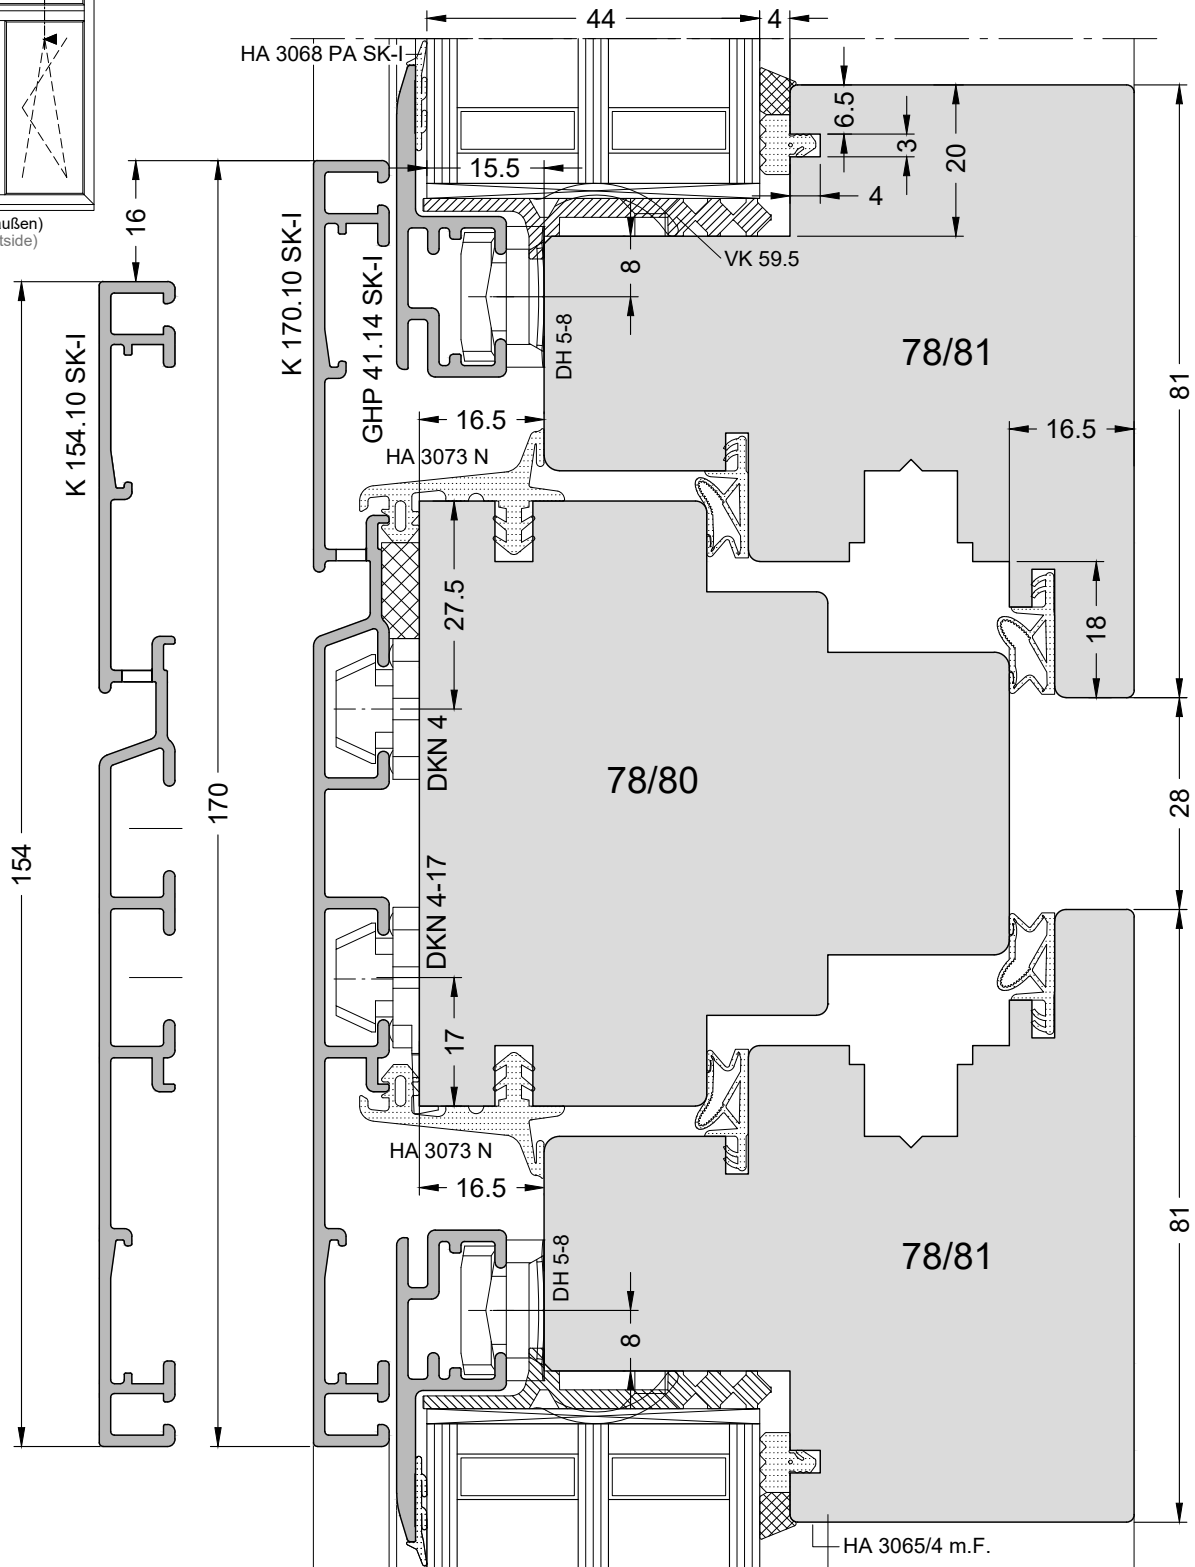 44
4
HA 3068 PA SK-I
6.5
3
20
15.5
4
außen)
tside)
16
VK 59.5
8
K 170.10 SK-I
GHP 41.14 SK-I
DH 5-8
78/81
81
K 154.10 SK-I
16.5
16.5
HA 3073 N
27.5
18
DKN 4
78/80
28
170
154
DKN 4-17
17
HA 3073 N
16.5
81
78/81
DH 5-8
8
HA 3065/4 m.F.